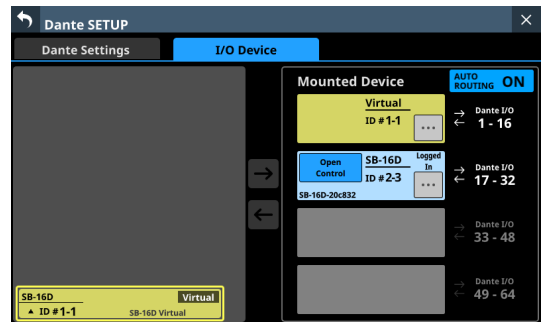 Dante SETUP
Dante Settings
I/O Device
Mounted Device
AUTO ROUTING ON
Virtual
ID #1-1
...
Dante I/O
1 - 16
Open Control
SB-16D
ID #2-3
Logged In
...
SB-16D-20c832
Dante I/O
17 - 32
Dante I/O
33 - 48
Dante I/O
49 - 64
SB-16D
Virtual
ID #1-1
SB-16D Virtual